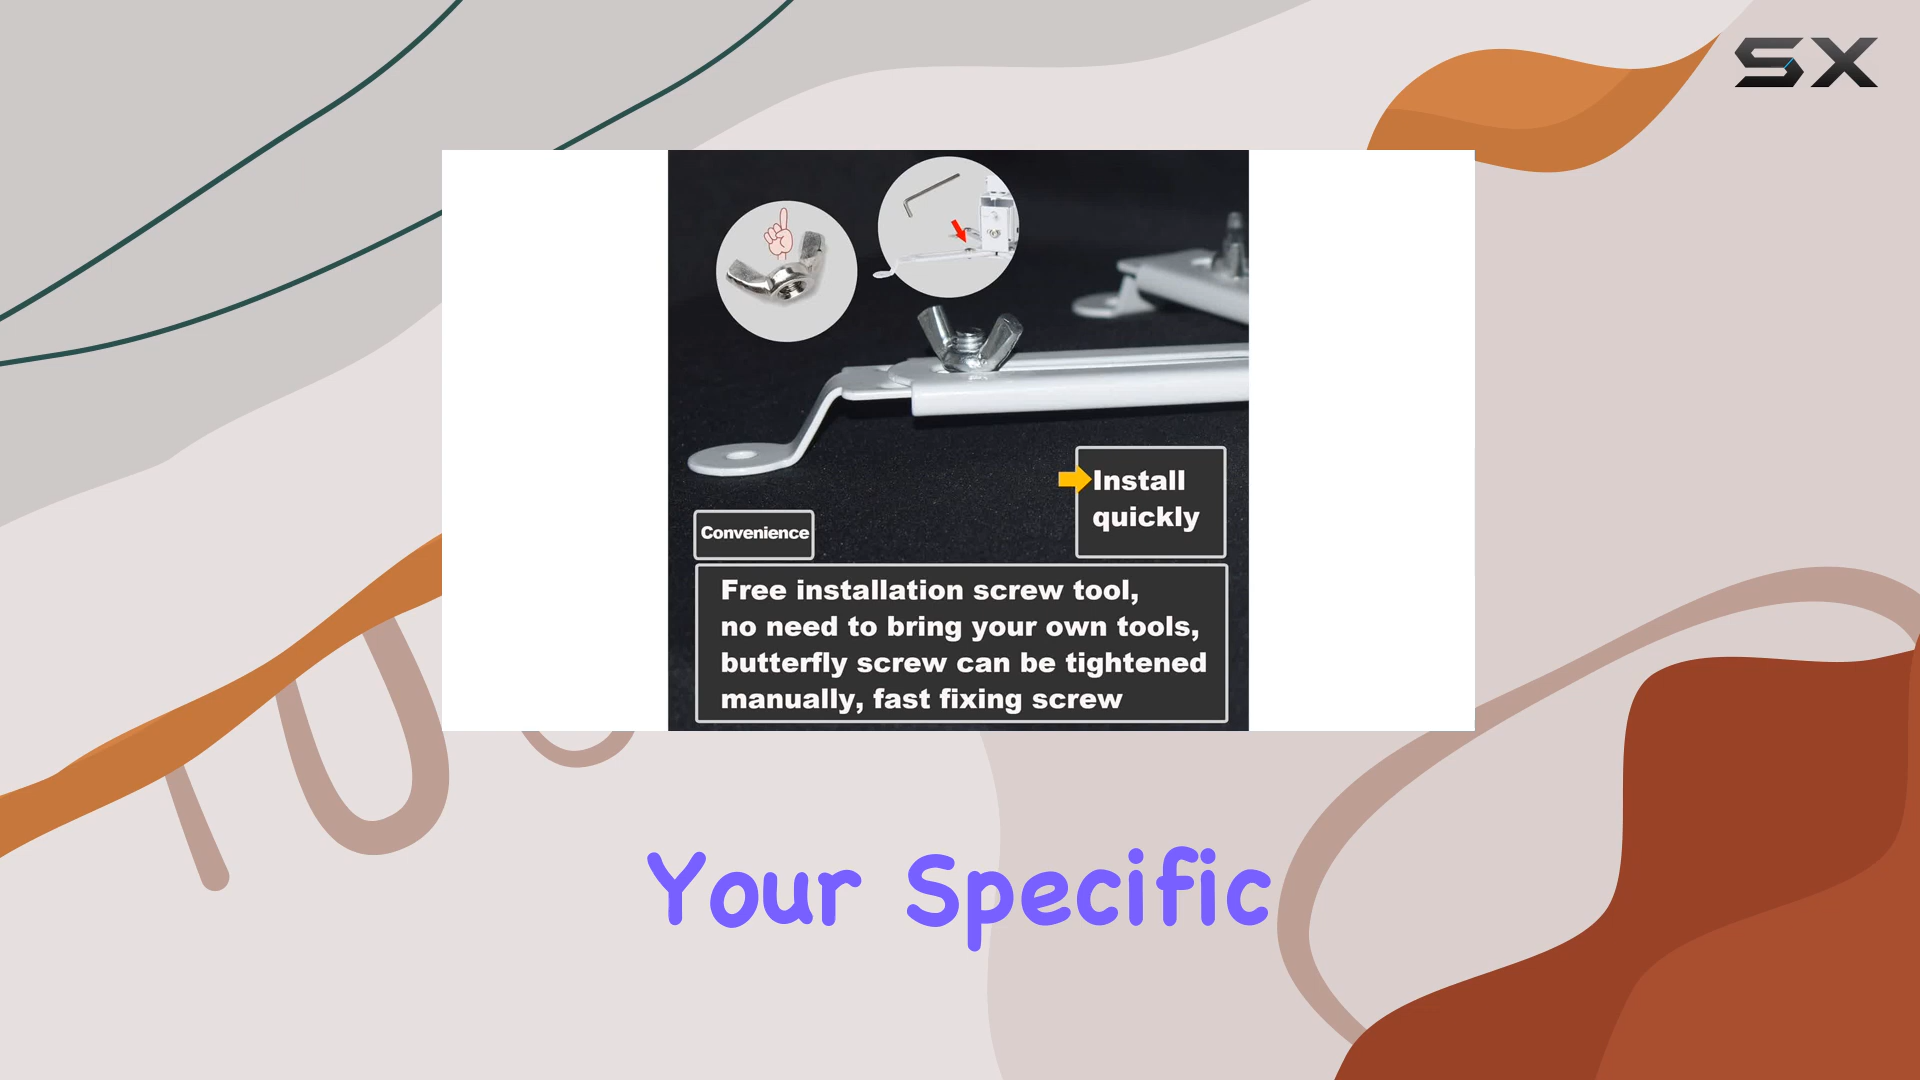 SX
Install
quickly
Convenience
Free installation screw tool,
no need to bring your own tools,
butterfly screw can be tightened
manually, fast fixing screw
Your Specific